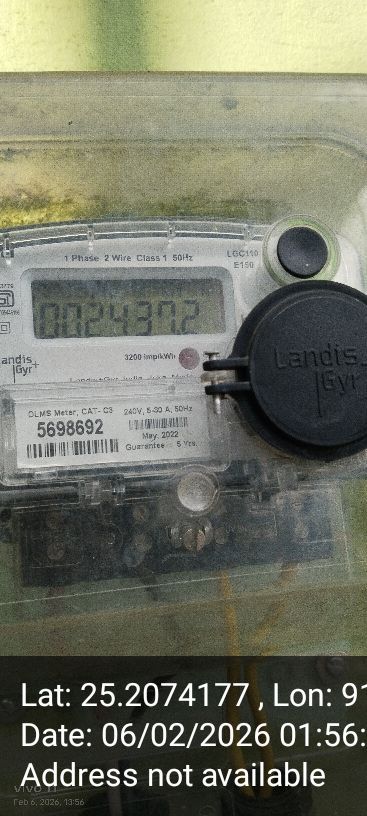 1 Phase 2 Wire Class 1 50Hz
LGC110
E150
002437.2
3200 imp/kWh
Landis
Gyr+
Landis
Gyr
DLMS Meter, CAT- C3
240V, 5-30 A, 50Hz
5698692
May, 2022
Guarantee - 5 Yrs.
Lat: 25.2074177 , Lon: 91
Date: 06/02/2026 01:56:
Address not available
Feb 6, 2026, 13:56